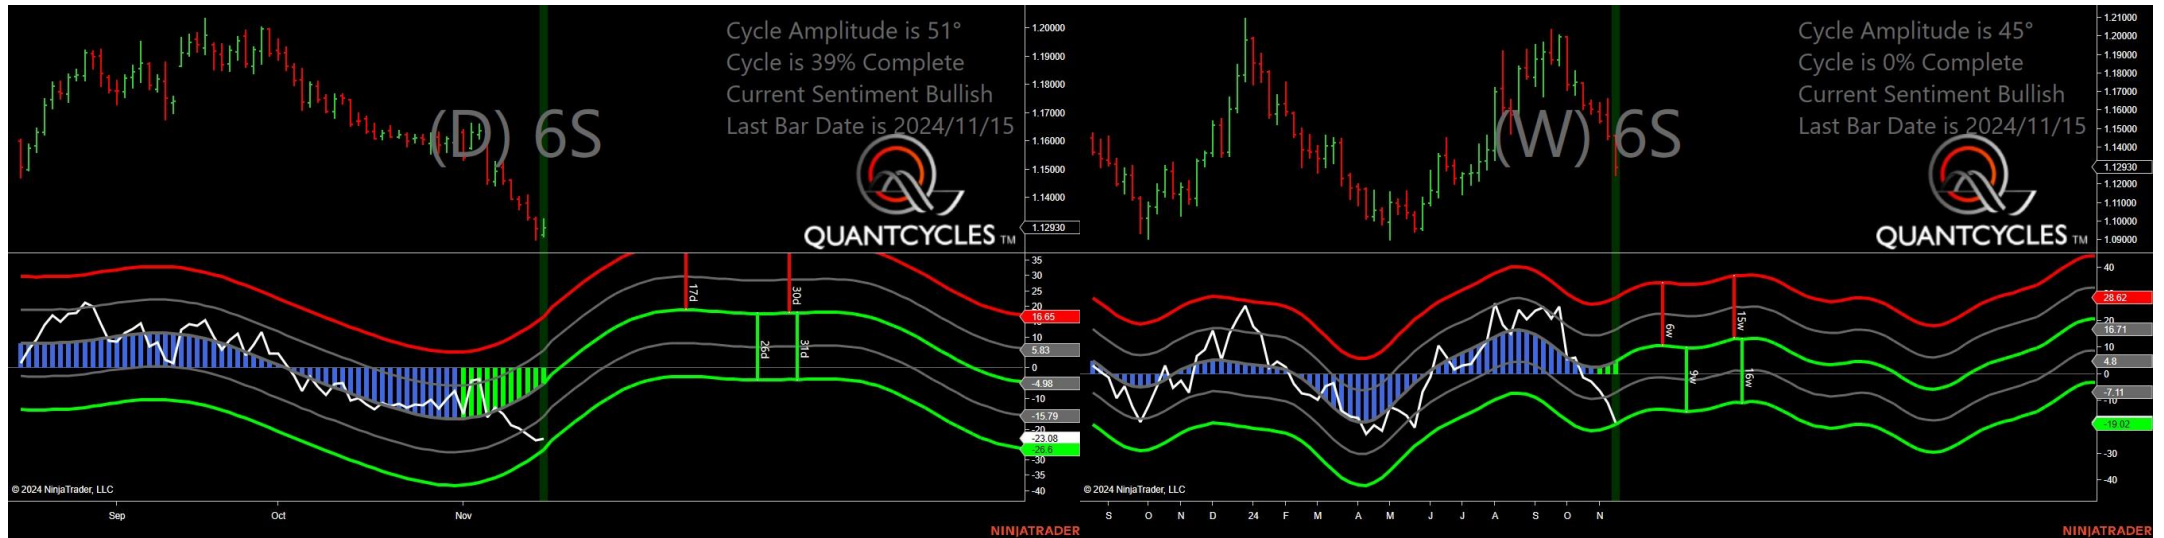 Cycle Amplitude is 51°
Cycle is 39% Complete
Current Sentiment Bullish
Last Bar Date is 2024/11/15
(D) 6S
QUANTCYCLES TM
1.20000
1.19000
1.18000
1.17000
1.16000
1.15000
1.14000
1.12930
35
30
25
20
16.65
10
5.83
0
-4.98
-10
-15.79
-23.08
-26.6
-30
-35
-40
17d
30d
26d
31d
© 2024 NinjaTrader, LLC
Sep Oct Nov
NINJATRADER
Cycle Amplitude is 45°
Cycle is 0% Complete
Current Sentiment Bullish
Last Bar Date is 2024/11/15
(W) 6S
QUANTCYCLES TM
1.21000
1.20000
1.19000
1.18000
1.17000
1.16000
1.15000
1.14000
1.12930
1.12000
1.11000
1.10000
1.09000
40
28.62
20
16.71
10
4.8
0
-7.11
-10
-19.02
-30
-40
6w
15w
9w
16w
© 2024 NinjaTrader, LLC
S O N D 24 F M A M J J A S O N
NINJATRADER